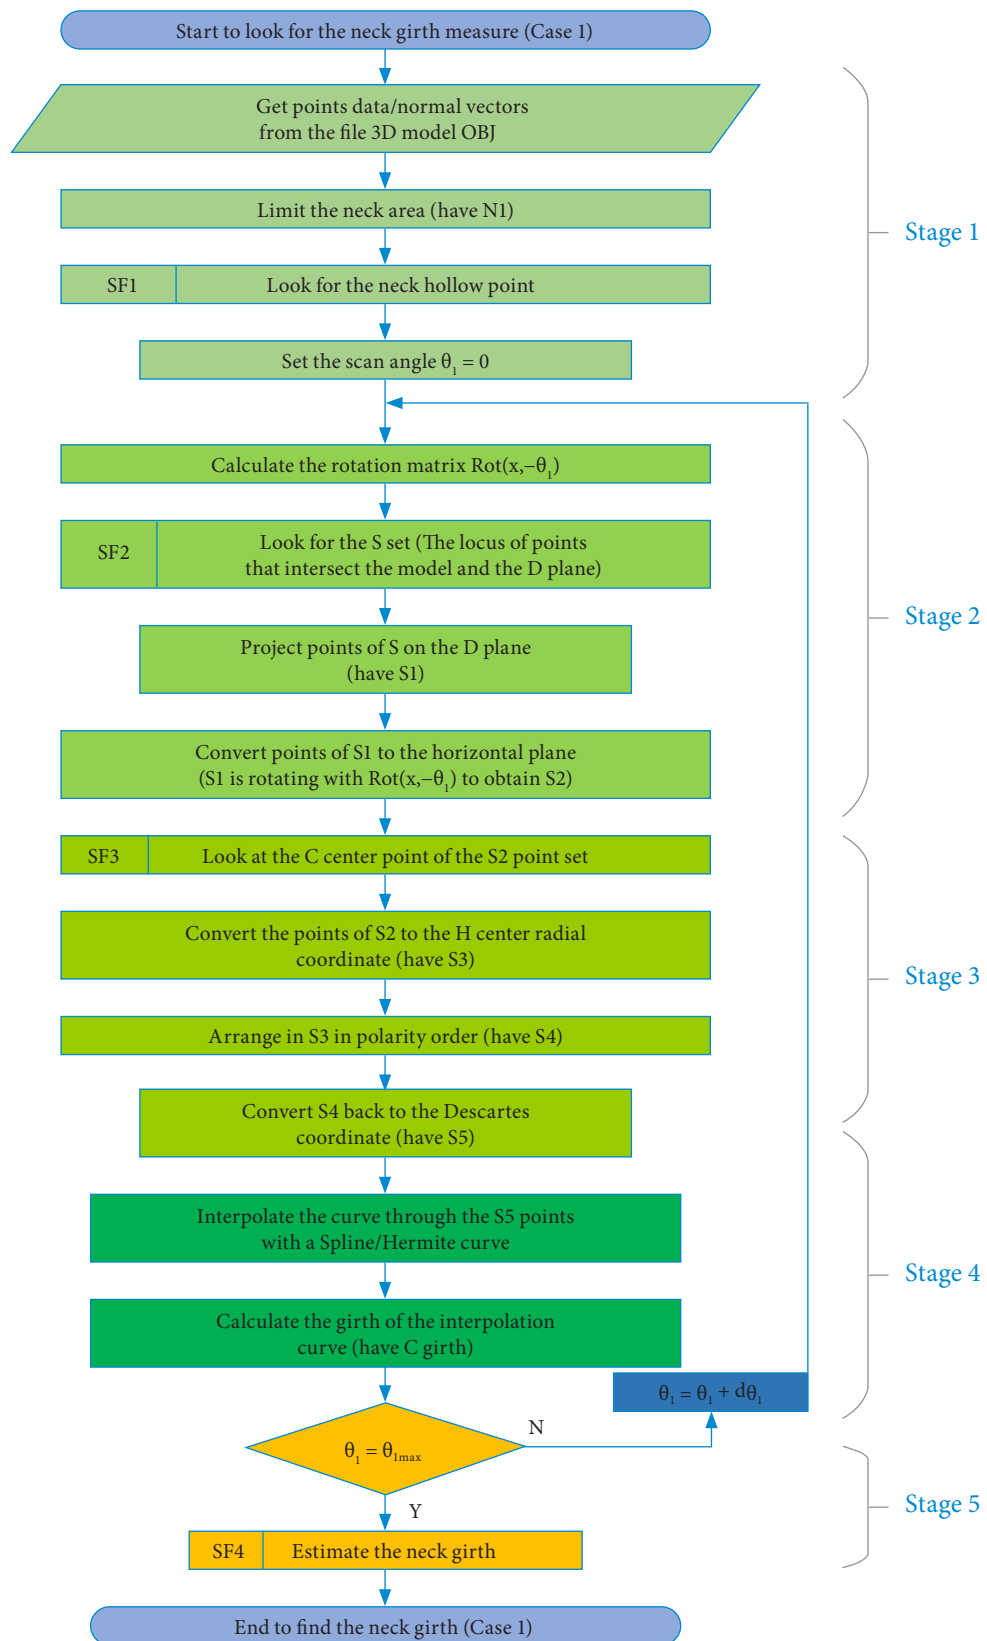 Start to look for the neck girth measure (Case 1)
Get points data/normal vectors
from the file 3D model OBJ
Limit the neck area (have N1)
SF1
Look for the neck hollow point
Set the scan angle θ₁ = 0
Stage 1
Calculate the rotation matrix Rot(x,−θ₁)
SF2
Look for the S set (The locus of points
that intersect the model and the D plane)
Project points of S on the D plane
(have S1)
Convert points of S1 to the horizontal plane
(S1 is rotating with Rot(x,−θ₁) to obtain S2)
Stage 2
SF3
Look at the C center point of the S2 point set
Convert the points of S2 to the H center radial
coordinate (have S3)
Arrange in S3 in polarity order (have S4)
Convert S4 back to the Descartes
coordinate (have S5)
Stage 3
Interpolate the curve through the S5 points
with a Spline/Hermite curve
Calculate the girth of the interpolation
curve (have C girth)
θ₁ = θ₁ + dθ₁
Stage 4
θ₁ = θ1max
N
Y
SF4
Estimate the neck girth
Stage 5
End to find the neck girth (Case 1)